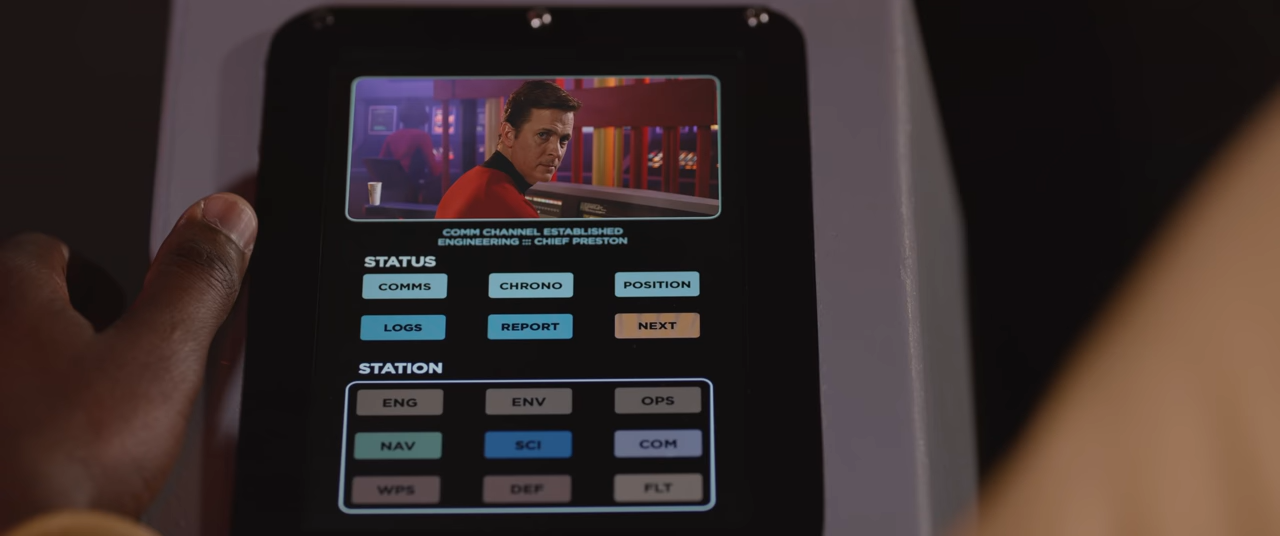 COMM CHANNEL ESTABLISHED
ENGINEERING ::: CHIEF PRESTON
STATUS
COMMS CHRONO POSITION
LOGS REPORT NEXT
STATION
ENG ENV OPS
NAV SCI COM
WPS DEF FLT